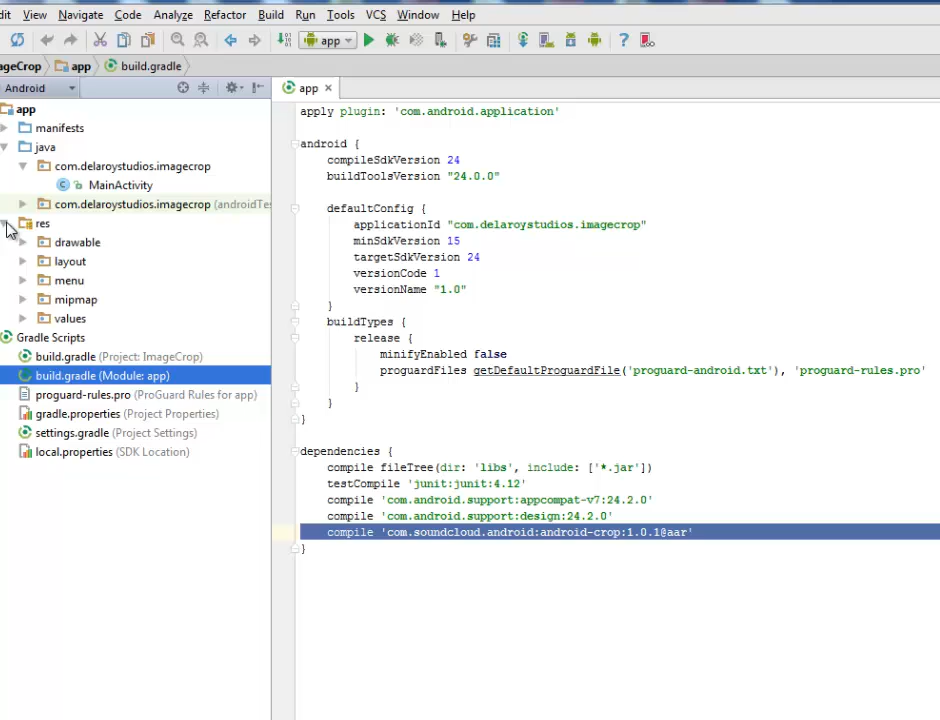 dit View Navigate Code Analyze Refactor Build Run Tools VCS Window Help
app
ageCrop app build.gradle
Android
app
app
manifests
java
com.delaroystudios.imagecrop
MainActivity
com.delaroystudios.imagecrop (androidTes
res
drawable
layout
menu
mipmap
values
Gradle Scripts
build.gradle (Project: ImageCrop)
build.gradle (Module: app)
proguard-rules.pro (ProGuard Rules for app)
gradle.properties (Project Properties)
settings.gradle (Project Settings)
local.properties (SDK Location)
apply plugin: 'com.android.application'
android {
compileSdkVersion 24
buildToolsVersion "24.0.0"
defaultConfig {
applicationId "com.delaroystudios.imagecrop"
minSdkVersion 15
targetSdkVersion 24
versionCode 1
versionName "1.0"
}
buildTypes {
release {
minifyEnabled false
proguardFiles getDefaultProguardFile('proguard-android.txt'), 'proguard-rules.pro'
}
}
}
dependencies {
compile fileTree(dir: 'libs', include: ['*.jar'])
testCompile 'junit:junit:4.12'
compile 'com.android.support:appcompat-v7:24.2.0'
compile 'com.android.support:design:24.2.0'
compile 'com.soundcloud.android:android-crop:1.0.1@aar'
}